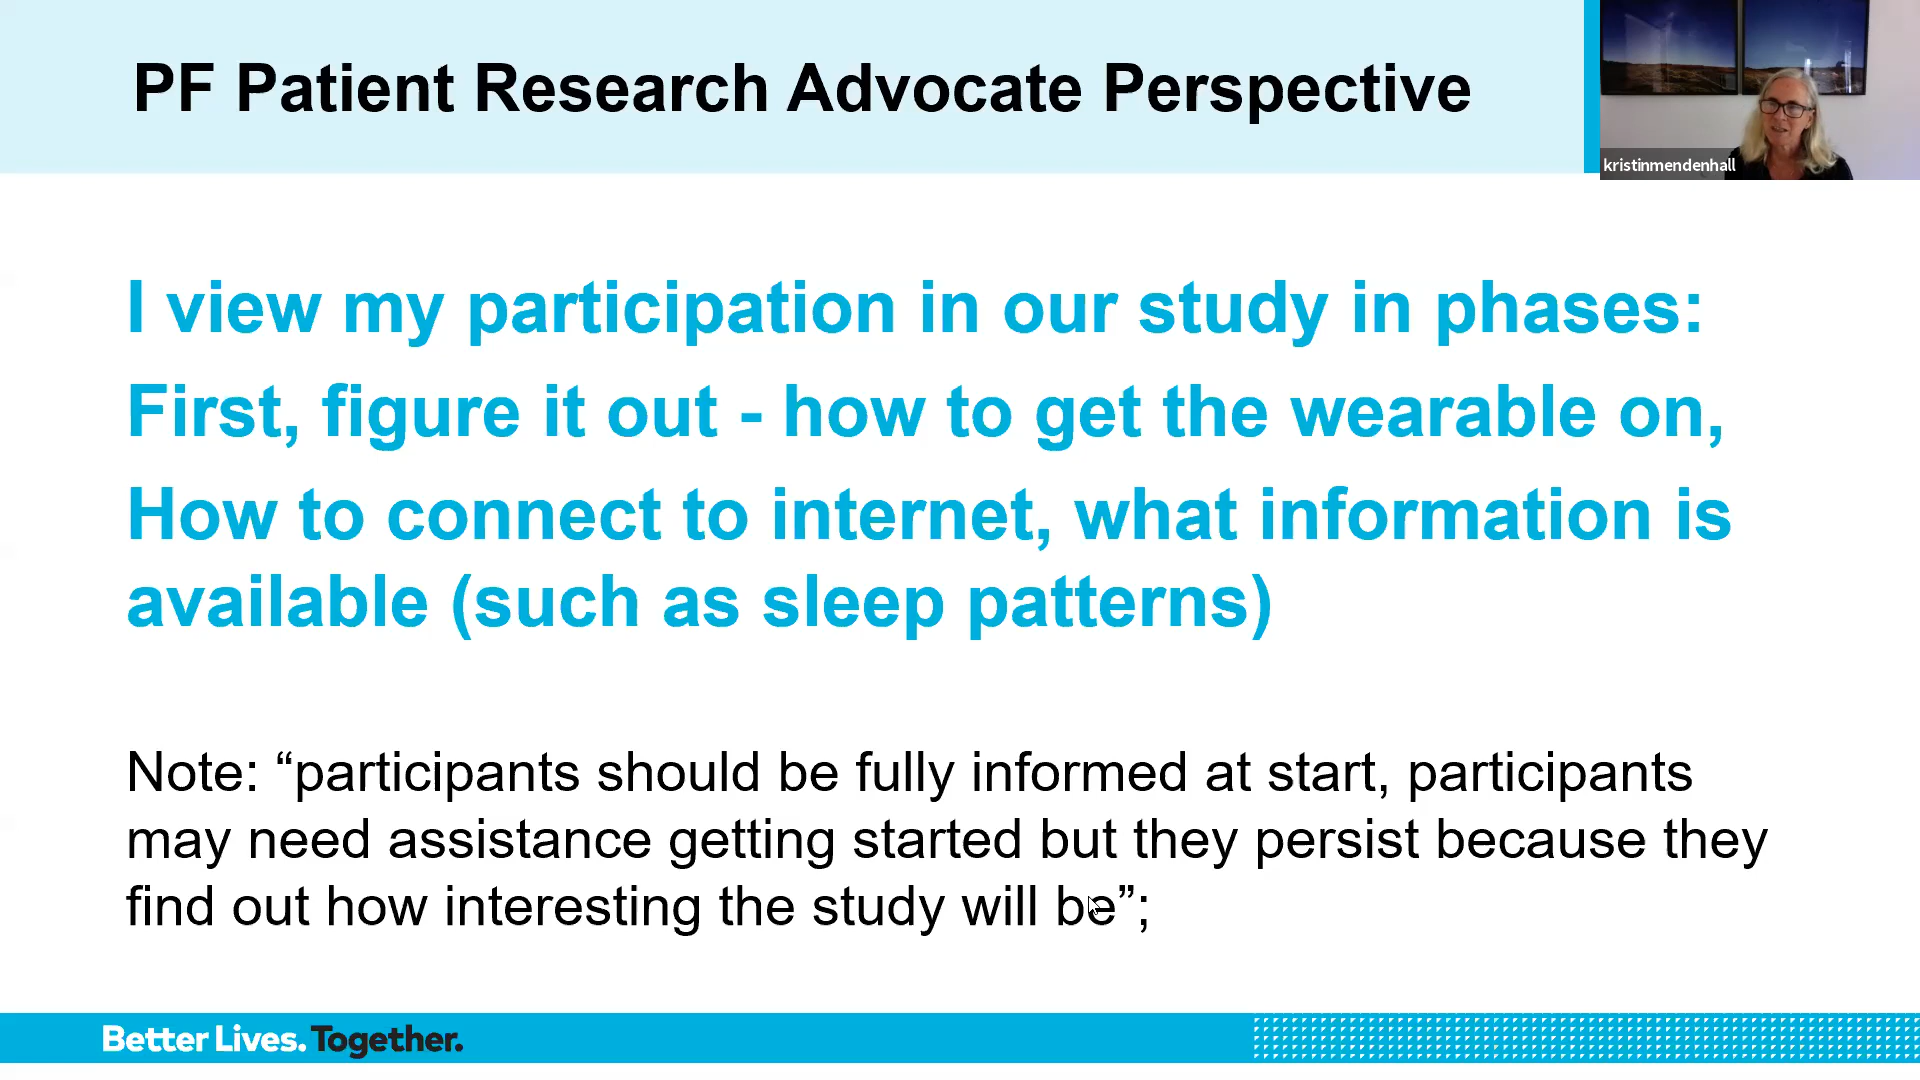 PF Patient Research Advocate Perspective
kristinmendenhall
I view my participation in our study in phases:
First, figure it out - how to get the wearable on,
How to connect to internet, what information is
available (such as sleep patterns)
Note: “participants should be fully informed at start, participants
may need assistance getting started but they persist because they
find out how interesting the study will be”;
Better Lives. Together.